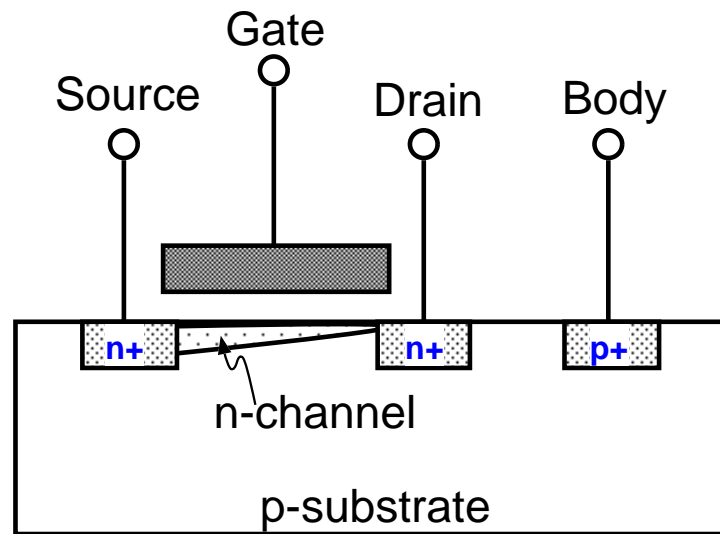 Gate
Source
Drain
Body
n+
n+
p+
n-channel
p-substrate